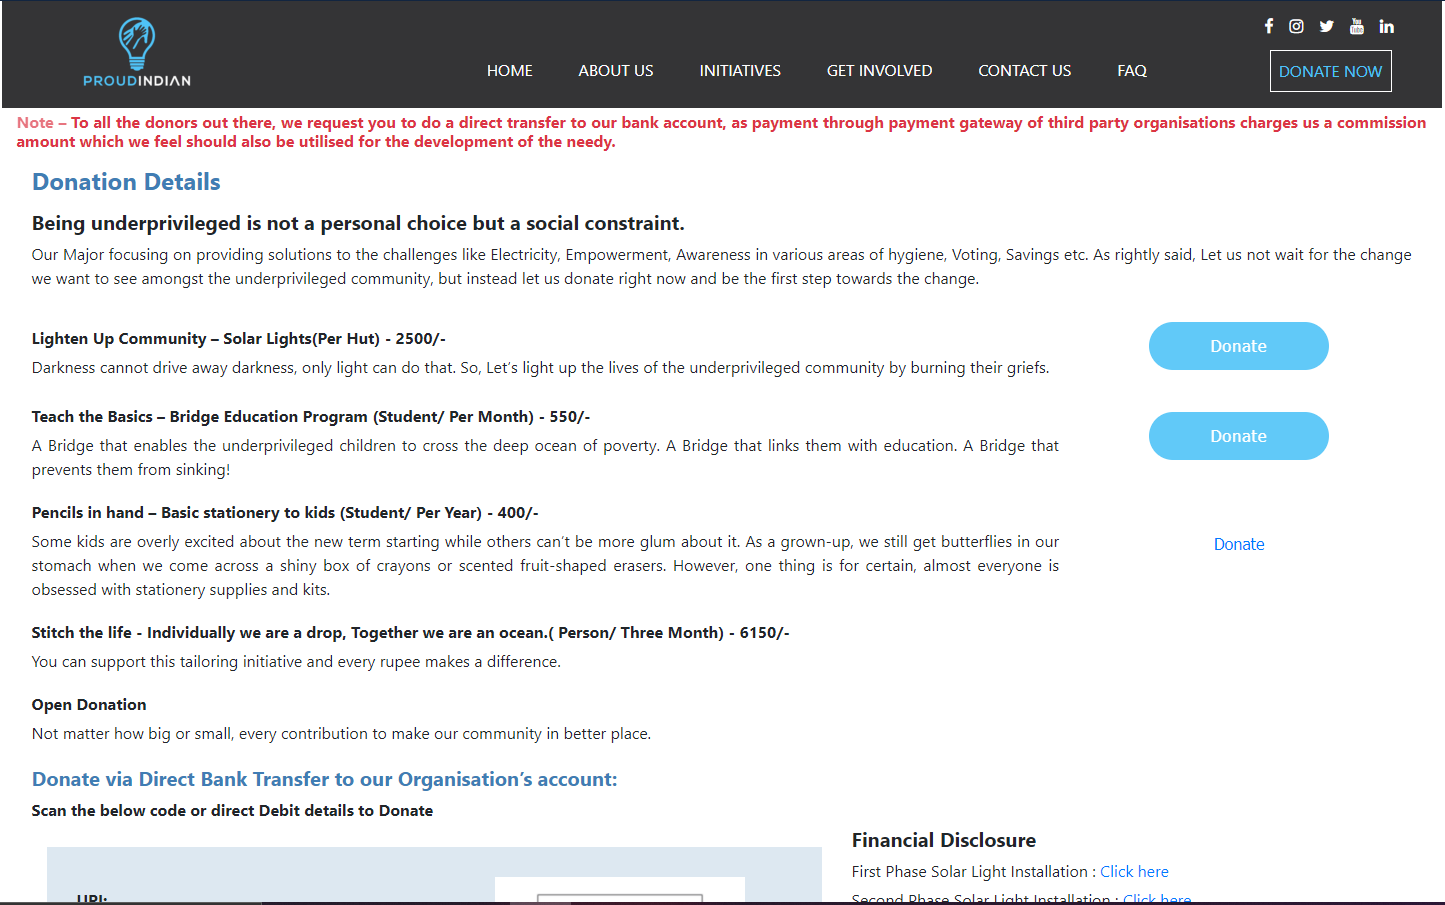 PROUDINDIAN
HOME ABOUT US INITIATIVES GET INVOLVED CONTACT US FAQ
DONATE NOW
Note – To all the donors out there, we request you to do a direct transfer to our bank account, as payment through payment gateway of third party organisations charges us a commission
amount which we feel should also be utilised for the development of the needy.
Donation Details
Being underprivileged is not a personal choice but a social constraint.
Our Major focusing on providing solutions to the challenges like Electricity, Empowerment, Awareness in various areas of hygiene, Voting, Savings etc. As rightly said, Let us not wait for the change
we want to see amongst the underprivileged community, but instead let us donate right now and be the first step towards the change.
Lighten Up Community – Solar Lights(Per Hut) - 2500/-
Donate
Darkness cannot drive away darkness, only light can do that. So, Let’s light up the lives of the underprivileged community by burning their griefs.
Teach the Basics – Bridge Education Program (Student/ Per Month) - 550/-
Donate
A Bridge that enables the underprivileged children to cross the deep ocean of poverty. A Bridge that links them with education. A Bridge that
prevents them from sinking!
Pencils in hand – Basic stationery to kids (Student/ Per Year) - 400/-
Some kids are overly excited about the new term starting while others can’t be more glum about it. As a grown-up, we still get butterflies in our
Donate
stomach when we come across a shiny box of crayons or scented fruit-shaped erasers. However, one thing is for certain, almost everyone is
obsessed with stationery supplies and kits.
Stitch the life - Individually we are a drop, Together we are an ocean.( Person/ Three Month) - 6150/-
You can support this tailoring initiative and every rupee makes a difference.
Open Donation
Not matter how big or small, every contribution to make our community in better place.
Donate via Direct Bank Transfer to our Organisation’s account:
Scan the below code or direct Debit details to Donate
Financial Disclosure
First Phase Solar Light Installation : Click here
UPI:
Second Phase Solar Light Installation : Click here